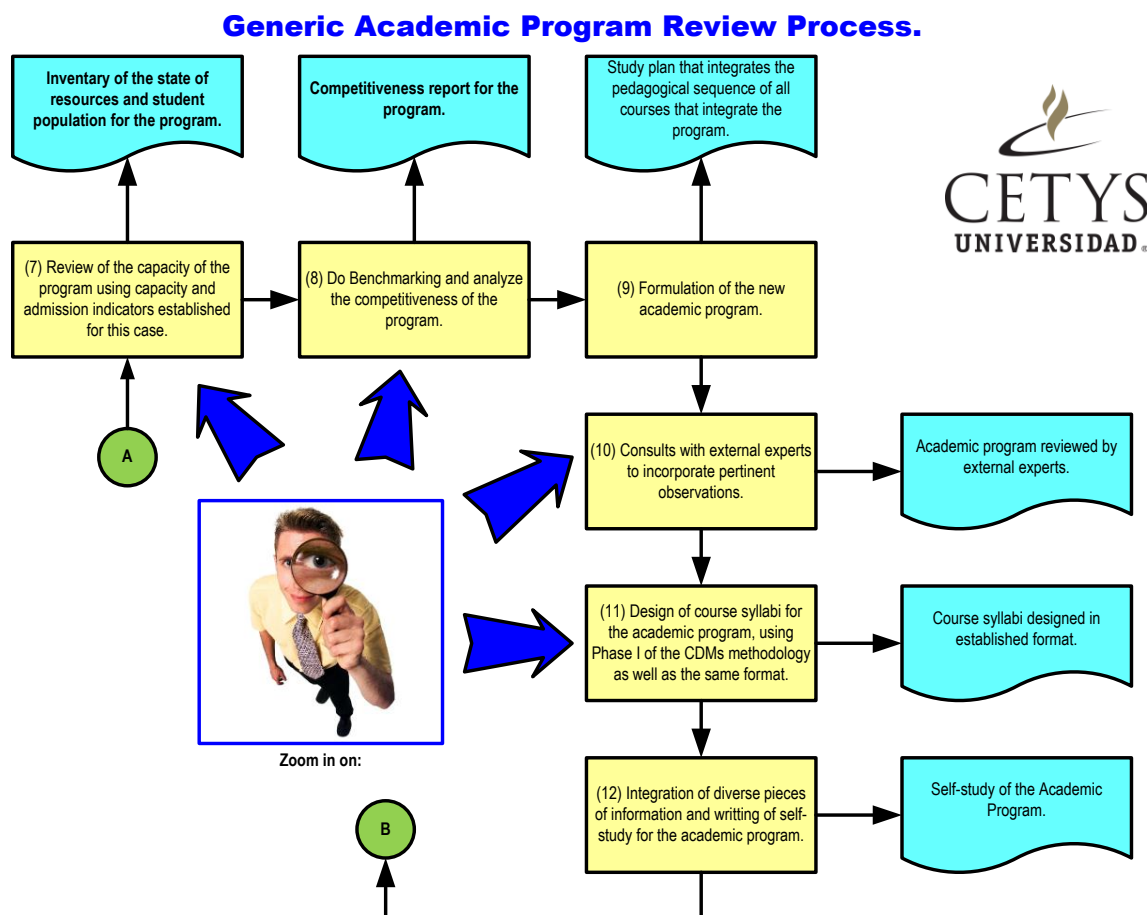 Generic Academic Program Review Process.
Inventory of the state of
resources and student
population for the program.
Competitiveness report for the
program.
Study plan that integrates the
pedagogical sequence of all
courses that integrate the
program.
CETYS
UNIVERSIDAD
(7) Review of the capacity of the
program using capacity and
admission indicators established
for this case.
(8) Do Benchmarking and analyze
the competitiveness of the
program.
(9) Formulation of the new
academic program.
A
(10) Consults with external experts
to incorporate pertinent
observations.
Academic program reviewed by
external experts.
(11) Design of course syllabi for
the academic program, using
Phase I of the CDMs methodology
as well as the same format.
Course syllabi designed in
established format.
Zoom in on:
(12) Integration of diverse pieces
of information and writting of self-
study for the academic program.
Self-study of the Academic
Program.
B